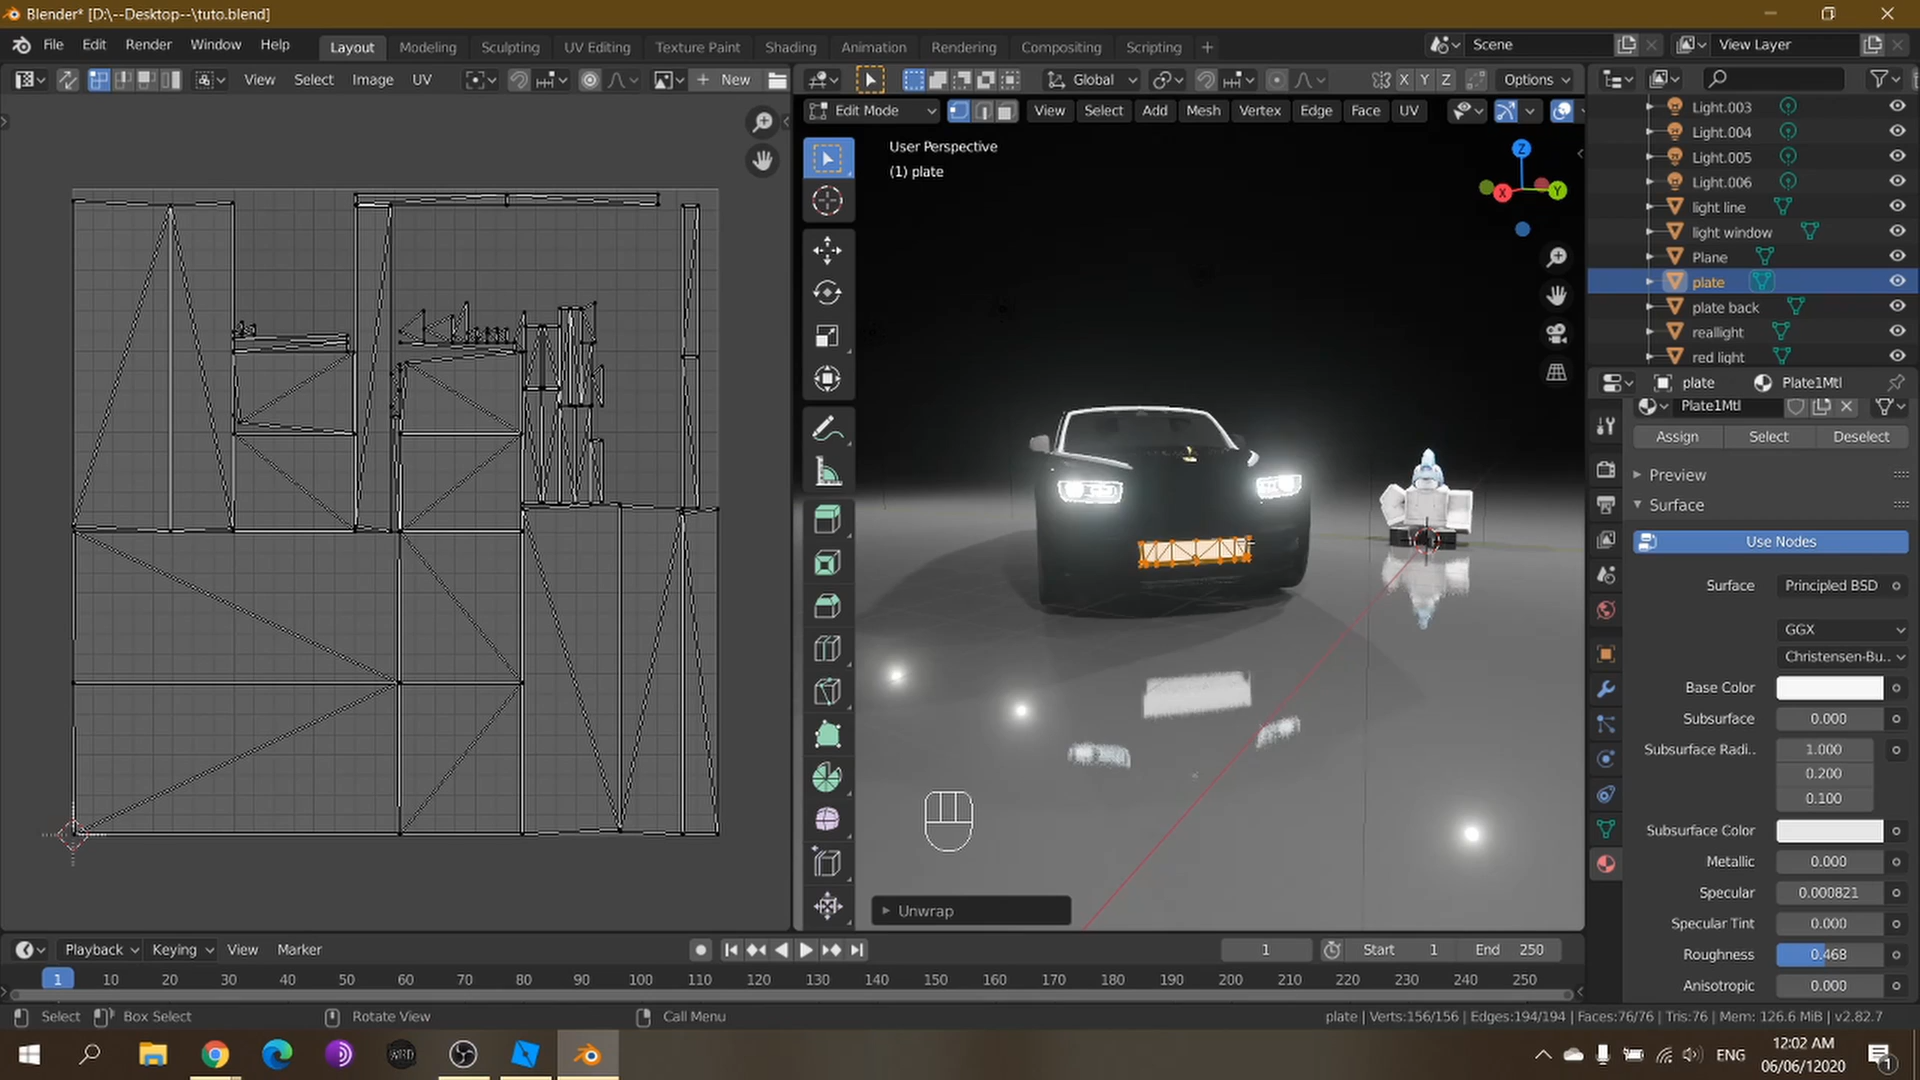 Blender* [D:\--Desktop--\tuto.blend]
File Edit Render Window Help Layout Modeling Sculpting UV Editing Texture Paint Shading Animation Rendering Compositing Scripting + Scene View Layer
View Select Image UV New Global X Y Z Options
Edit Mode View Select Add Mesh Vertex Edge Face UV
User Perspective
(1) plate
Z
X
Y
Light.003
Light.004
Light.005
Light.006
light line
light window
Plane
plate
plate back
reallight
red light
plate Plate1Mtl
Plate1Mtl
Assign Select Deselect
Preview
Surface
Use Nodes
Surface Principled BSD
GGX
Christensen-Bu..
Base Color
Subsurface 0.000
Subsurface Radi.. 1.000
0.200
0.100
Subsurface Color
Metallic 0.000
Specular 0.000821
Specular Tint 0.000
Roughness 0.468
Anisotropic 0.000
Unwrap
Playback Keying View Marker 1 Start 1 End 250
1 10 20 30 40 50 60 70 80 90 100 110 120 130 140 150 160 170 180 190 200 210 220 230 240 250
Select Box Select Rotate View Call Menu plate | Verts:156/156 | Edges:194/194 | Faces:76/76 | Tris:76 | Mem: 126.6 MiB | v2.82.7
ENG 12:02 AM
06/06/2020
1